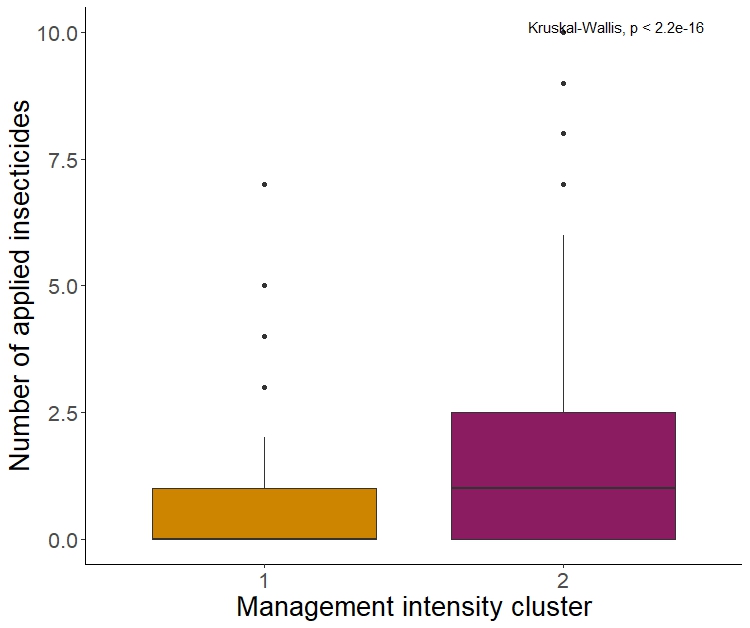 Kruskal-Wallis, p < 2.2e-16
10.0
7.5
5.0
2.5
0.0
Number of applied insecticides
1 2
Management intensity cluster